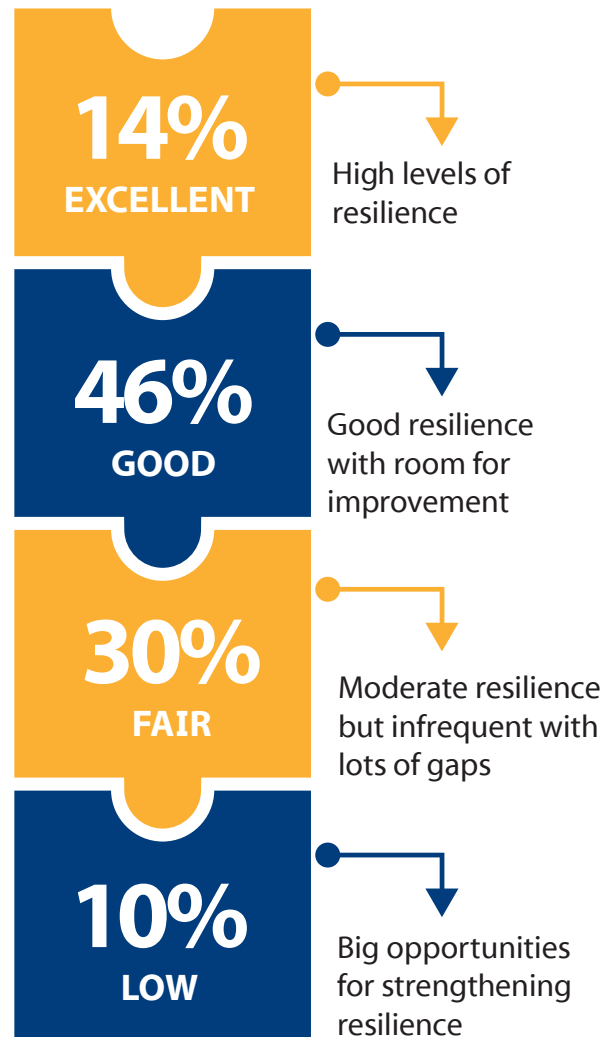 14%
EXCELLENT
High levels of
resilience
46%
GOOD
Good resilience
with room for
improvement
30%
FAIR
Moderate resilience
but infrequent with
lots of gaps
10%
LOW
Big opportunities
for strengthening
resilience